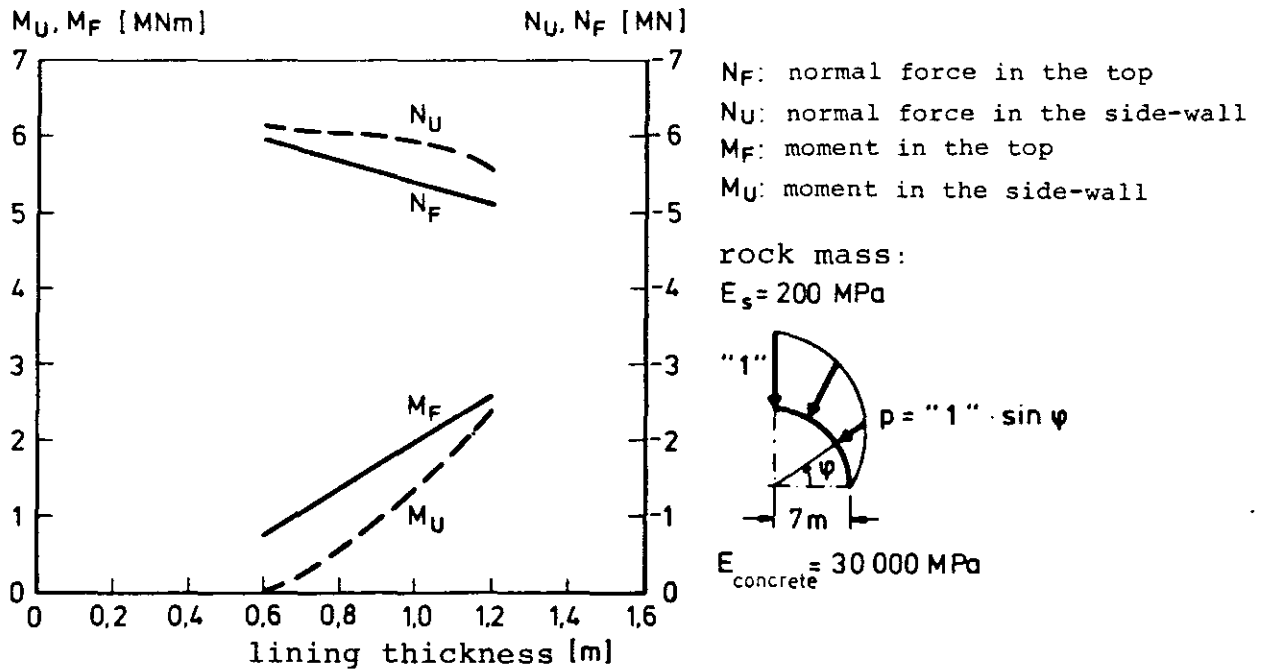 M_U, M_F [MNm]
N_U, N_F [MN]
7
6
5
4
3
2
1
0
-7
-6
-5
-4
-3
-2
-1
0
N_U
N_F
M_F
M_U
0
0,2
0,4
0,6
0,8
1,0
1,2
1,4
1,6
lining thickness [m]
N_F: normal force in the top
N_U: normal force in the side-wall
M_F: moment in the top
M_U: moment in the side-wall
rock mass:
E_s = 200 MPa
"1"
p = "1" · sin φ
φ
7m
E_concrete = 30 000 MPa